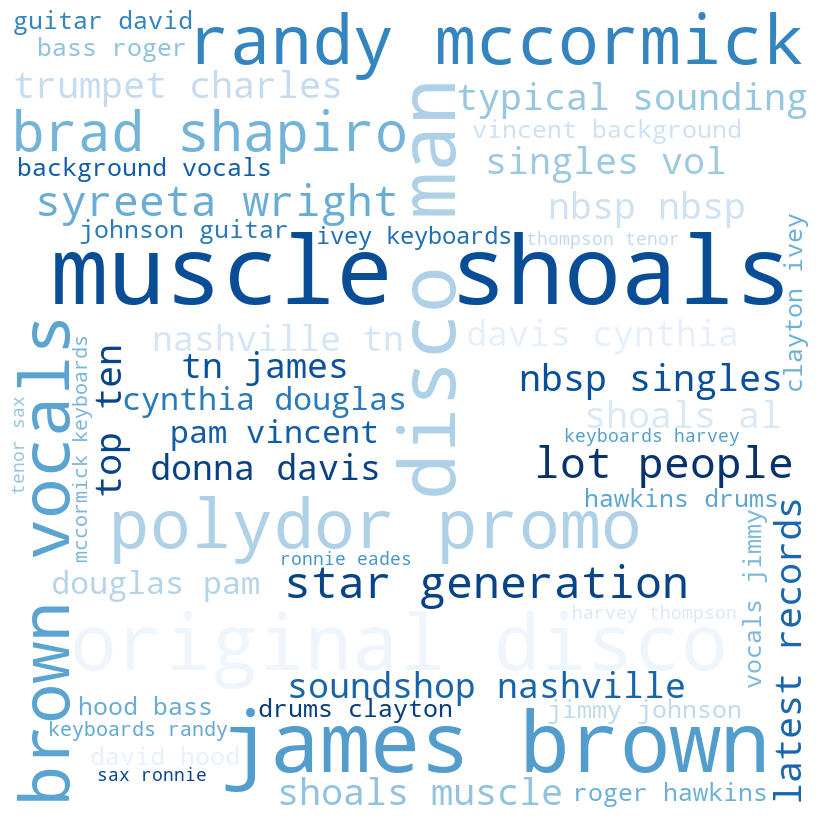 guitar david
randy mccormick
bass roger
trumpet charles
typical sounding
brad shapiro
vincent background
background vocals
singles vol
syreeta wright
nbsp nbsp
johnson guitar
ivey keyboards
thompson tenor
clayton ivey
muscle shoals
disco man
nashville tn
davis cynthia
tn james
nbsp singles
cynthia douglas
shoals al
pam vincent
keyboards harvey
top ten
donna davis
lot people
tenor sax
mccormick keyboards
brown vocals
hawkins drums
polydor promo
ronnie eades
douglas pam
star generation
vocals jimmy
latest records
harvey thompson
original disco
soundshop nashville
hood bass
drums clayton
jimmy johnson
keyboards randy
james brown
david hood
sax ronnie
shoals muscle
roger hawkins